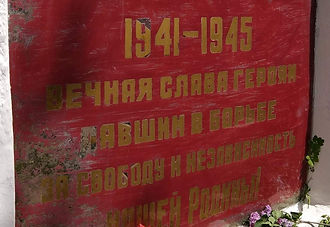 1941-1945
ВЕЧНАЯ СЛАВА ГЕРОЯМ
ПАВШИМ В БОРЬБЕ
ЗА СВОБОДУ И НЕЗАВИСИМОСТЬ
НАШЕЙ РОДИНЫ